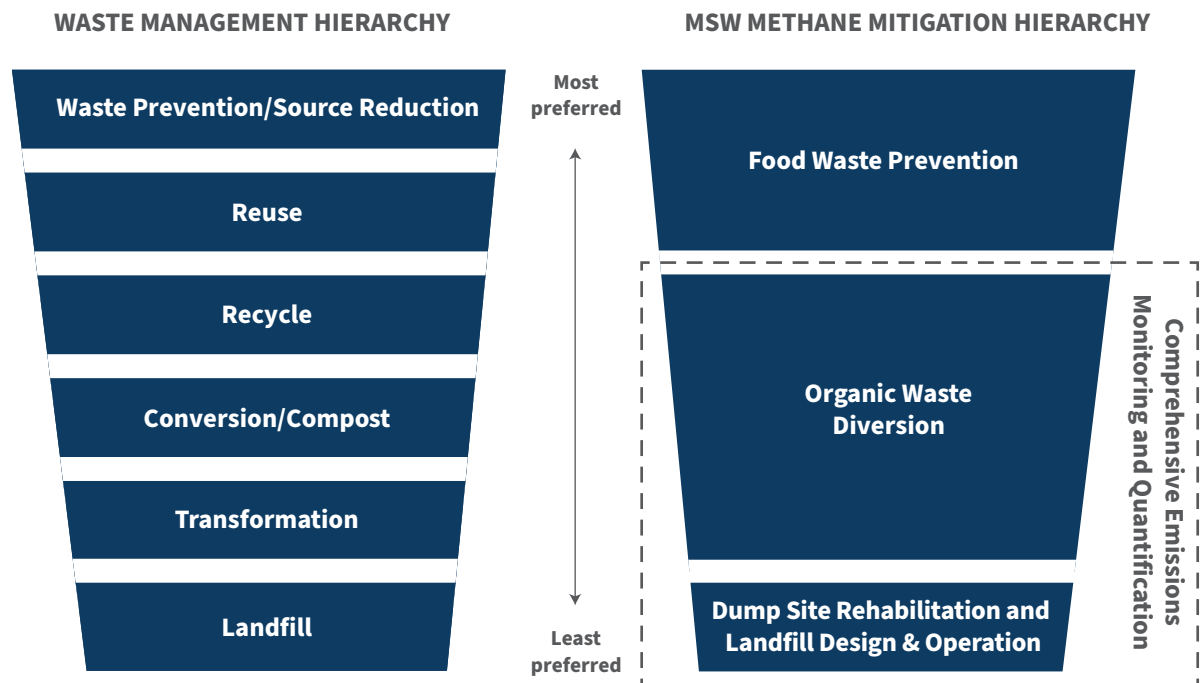 WASTE MANAGEMENT HIERARCHY
Waste Prevention/Source Reduction
Reuse
Recycle
Conversion/Compost
Transformation
Landfill
Most
preferred
Least
preferred
MSW METHANE MITIGATION HIERARCHY
Food Waste Prevention
Organic Waste
Diversion
Dump Site Rehabilitation and
Landfill Design & Operation
Comprehensive Emissions
Monitoring and Quantification